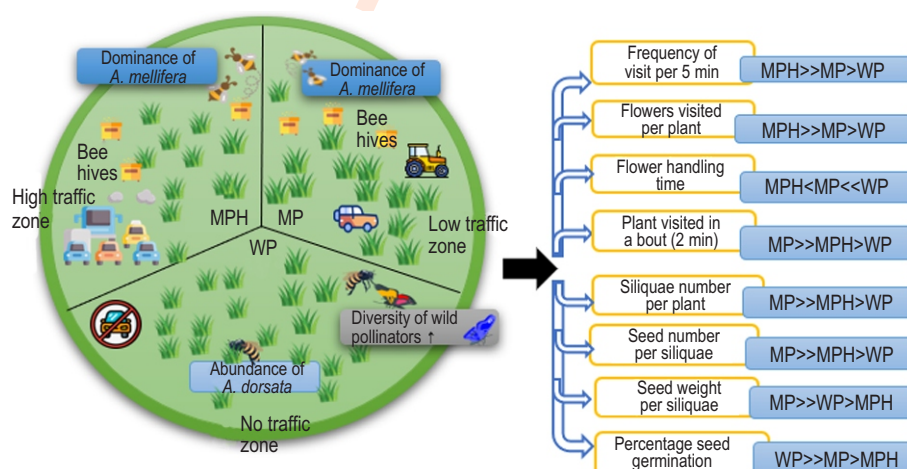 Dominance of
A. mellifera
Dominance of
A. mellifera
Bee
hives
Bee
hives
High traffic
zone
MPH
MP
Low traffic
zone
WP
Diversity of wild
pollinators ↑
Abundance of
A. dorsata
No traffic
zone
Frequency of
visit per 5 min
MPH>>MP>WP
Flowers visited
per plant
MPH>>MP>WP
Flower handling
time
MPH<MP<<WP
Plant visited in
a bout (2 min)
MP>>MPH>WP
Siliquae number
per plant
MP>>MPH>WP
Seed number
per siliquae
MP>>MPH>WP
Seed weight
per siliquae
MP>>WP>MPH
Percentage seed
germination
WP>>MP>MPH